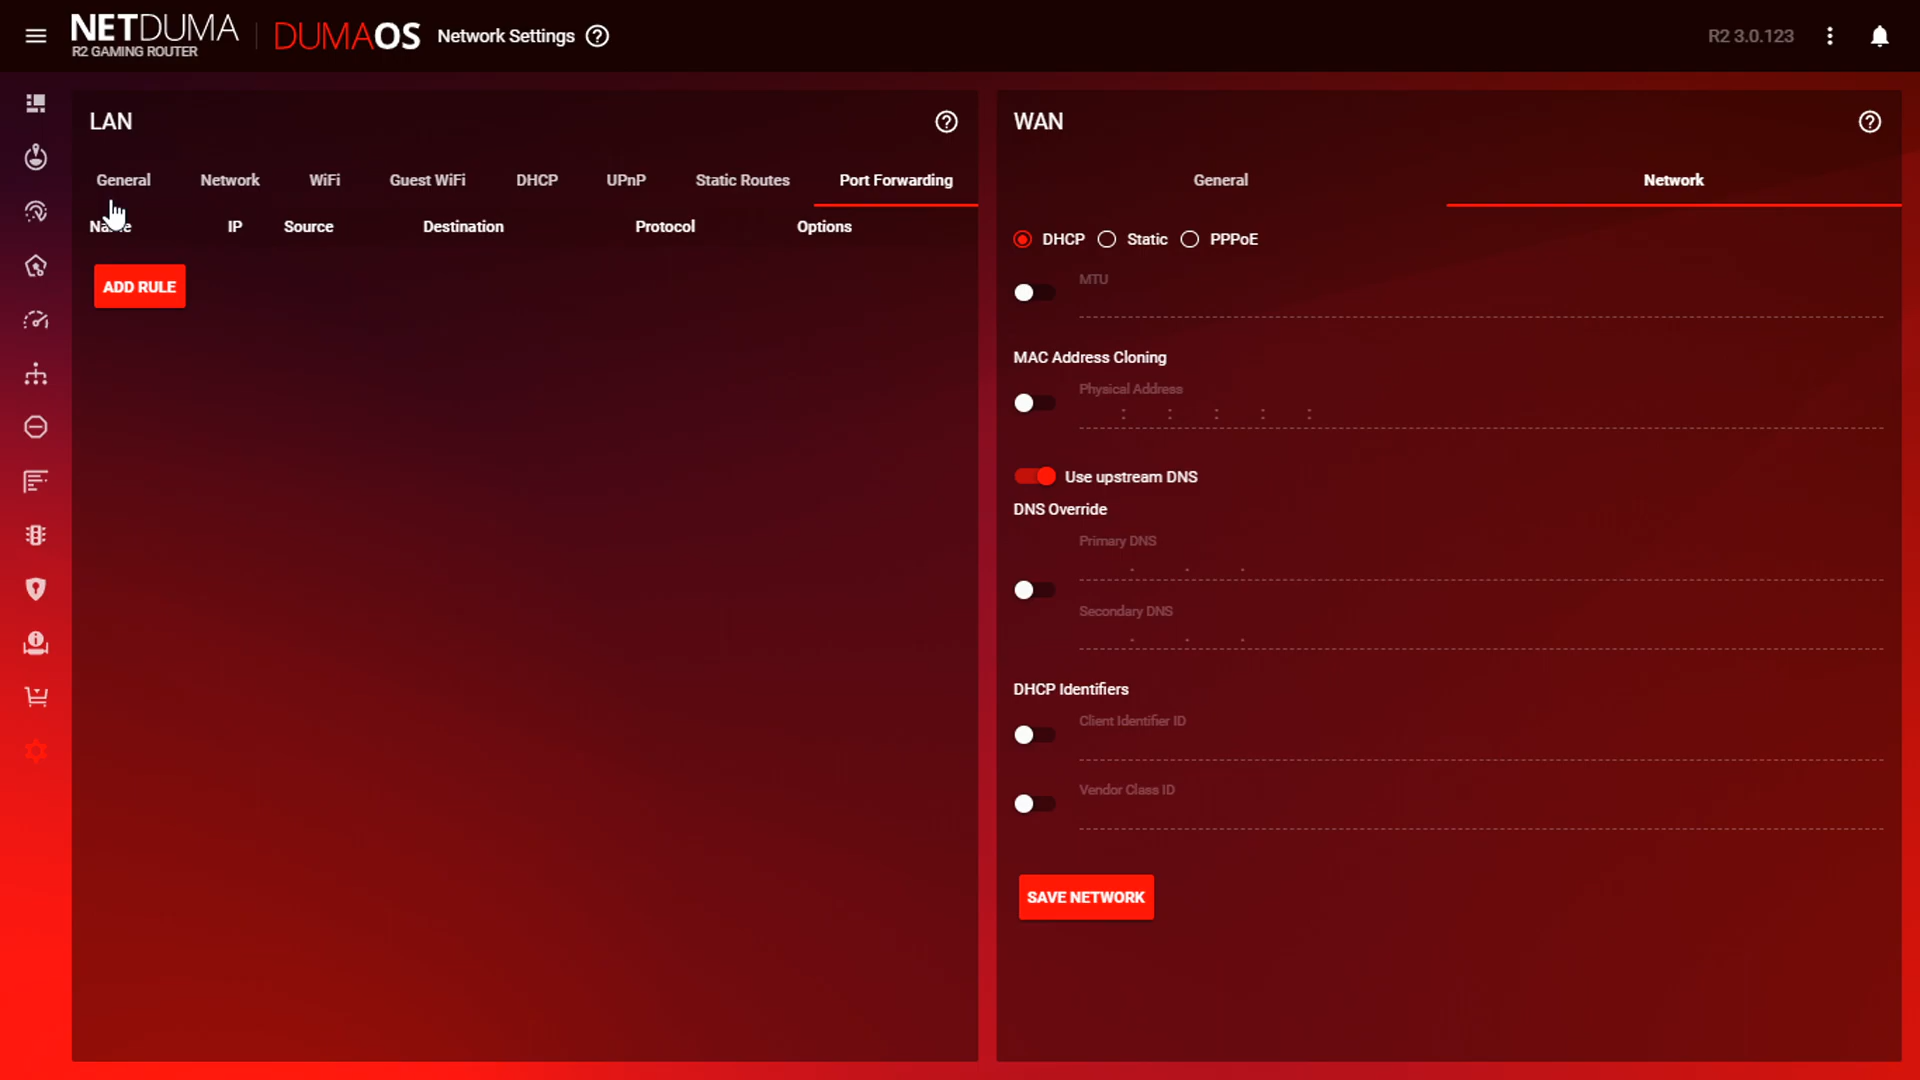 NETDUMA
R2 GAMING ROUTER
DUMAOS
Network Settings
R2 3.0.123
LAN
General Network WiFi Guest WiFi DHCP UPnP Static Routes Port Forwarding
Name IP Source Destination Protocol Options
ADD RULE
WAN
General Network
DHCP Static PPPoE
MTU
MAC Address Cloning
Physical Address
: : : : :
Use upstream DNS
DNS Override
Primary DNS
. . .
Secondary DNS
. . .
DHCP Identifiers
Client Identifier ID
Vendor Class ID
SAVE NETWORK